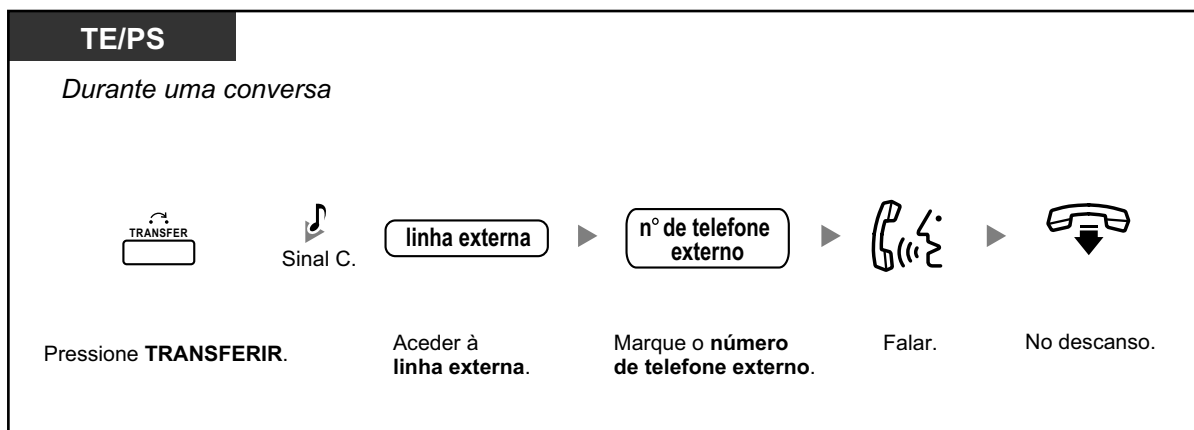 TE/PS
Durante uma conversa
TRANSFER
Sinal C.
linha externa
n° de telefone
externo
Pressione TRANSFERIR.
Aceder à
linha externa.
Marque o número
de telefone externo.
Falar.
No descanso.